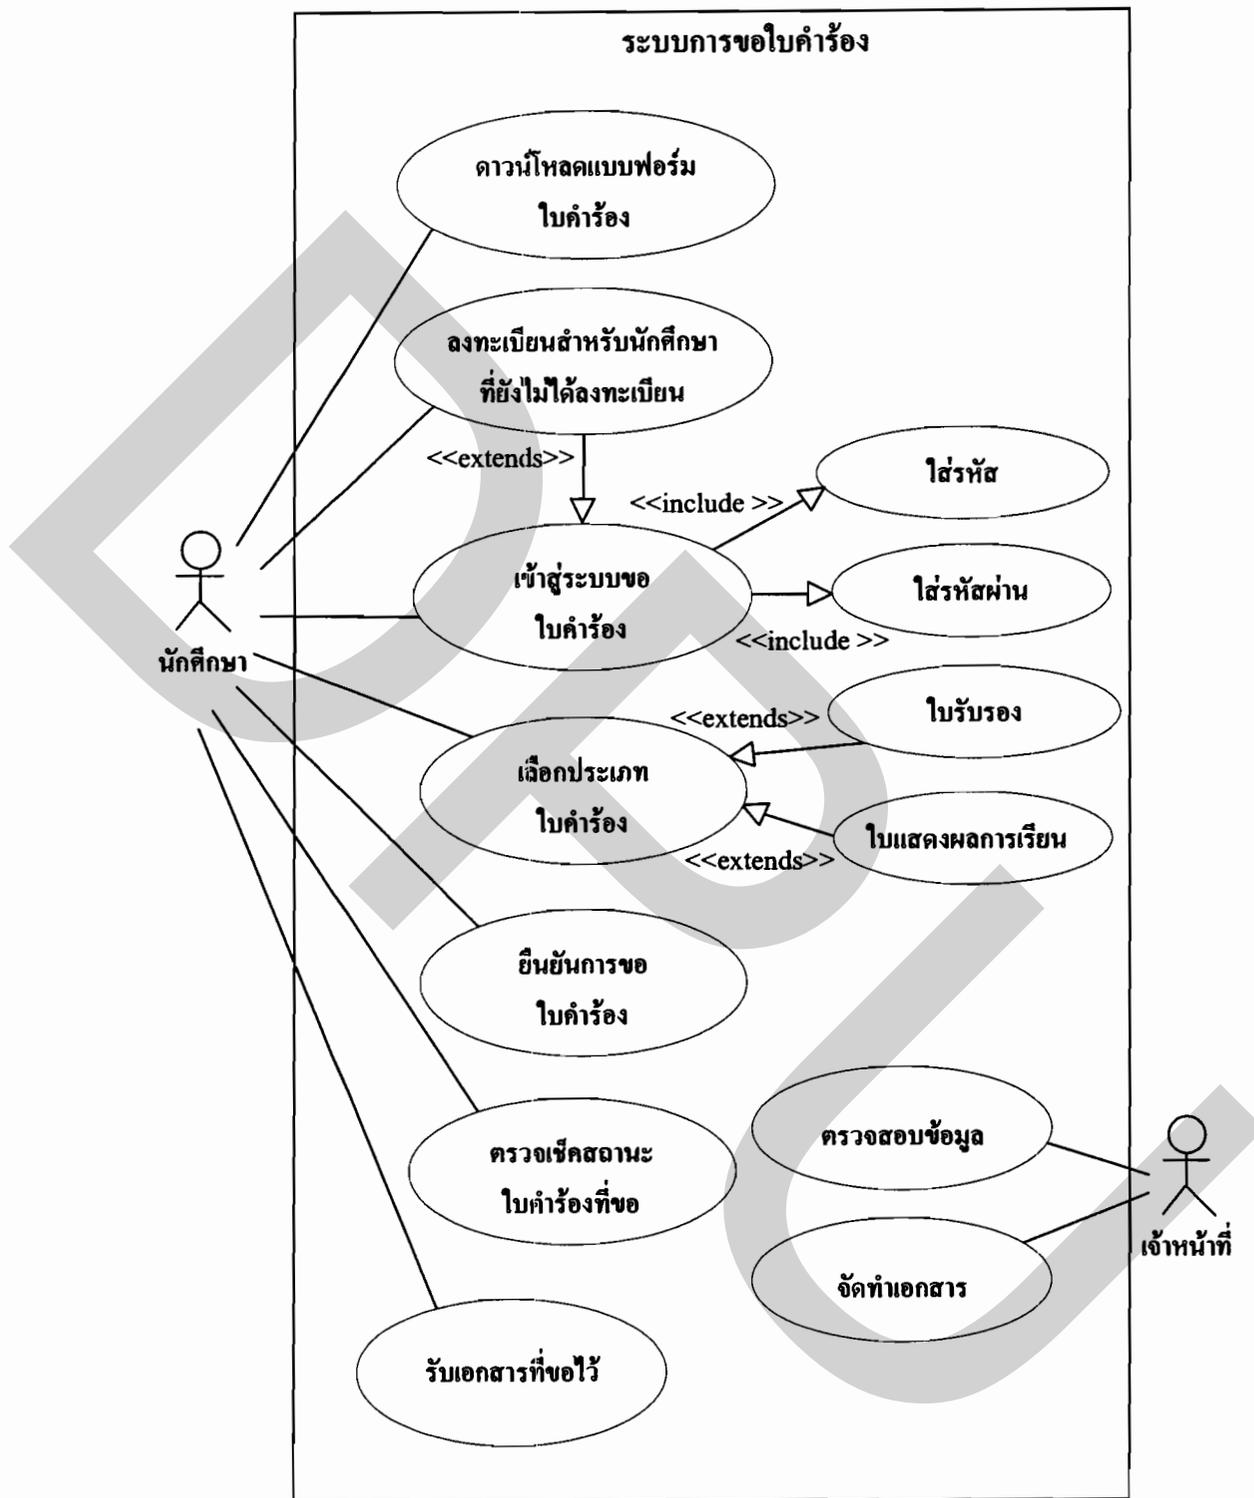 ระบบการขอใบคำร้อง
ดาวน์โหลดแบบฟอร์ม
ใบคำร้อง
ลงทะเบียนสำหรับนักศึกษา
ที่ยังไม่ได้ลงทะเบียน
<<extends>>
ใส่รหัส
<<include >>
เข้าสู่ระบบขอ
ใบคำร้อง
ใส่รหัสผ่าน
<<include >>
นักศึกษา
<<extends>>
ใบรับรอง
เลือกประเภท
ใบคำร้อง
ใบแสดงผลการเรียน
<<extends>>
ยืนยันการขอ
ใบคำร้อง
ตรวจเช็คสถานะ
ใบคำร้องที่ขอ
ตรวจสอบข้อมูล
เจ้าหน้าที่
จัดทำเอกสาร
รับเอกสารที่ขอไว้
DPU